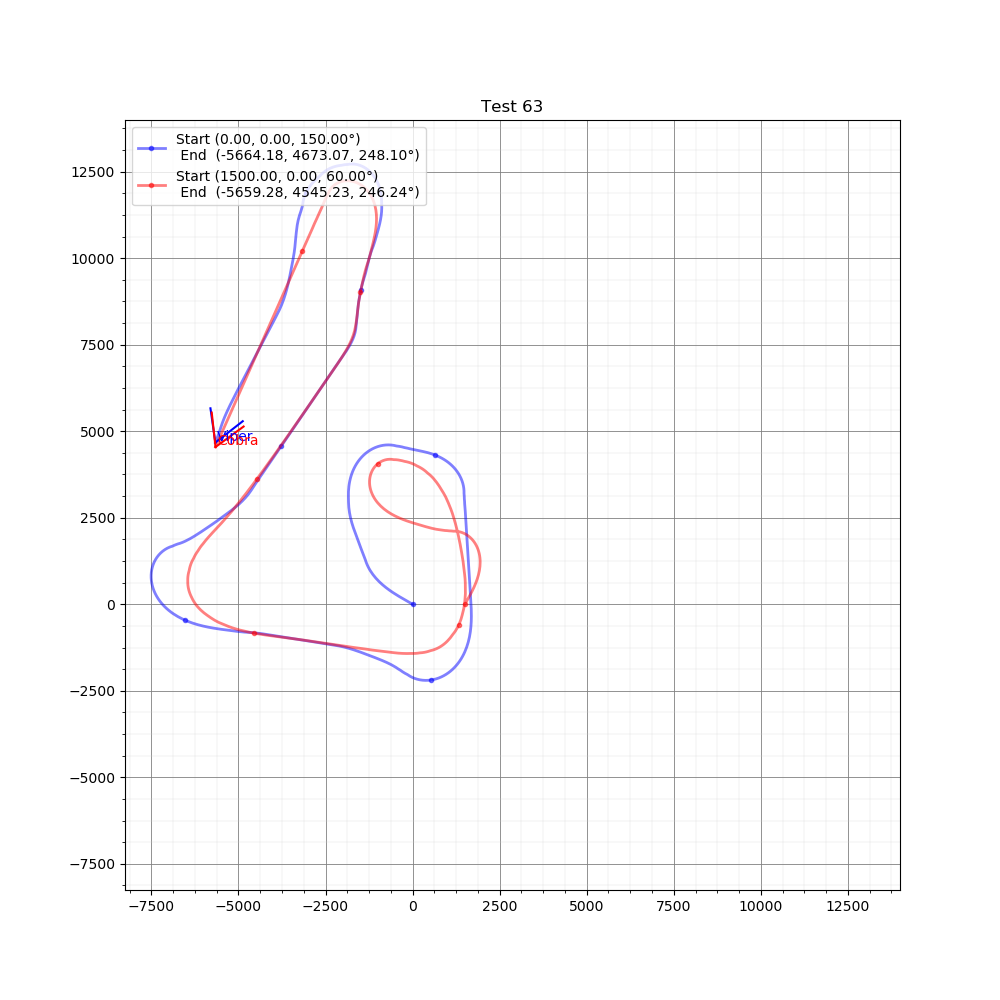 Test 63
Start (0.00, 0.00, 150.00°)
End (-5664.18, 4673.07, 248.10°)
Start (1500.00, 0.00, 60.00°)
End (-5659.28, 4545.23, 246.24°)
12500
10000
7500
5000
2500
0
−2500
−5000
−7500
−7500 −5000 −2500 0 2500 5000 7500 10000 12500